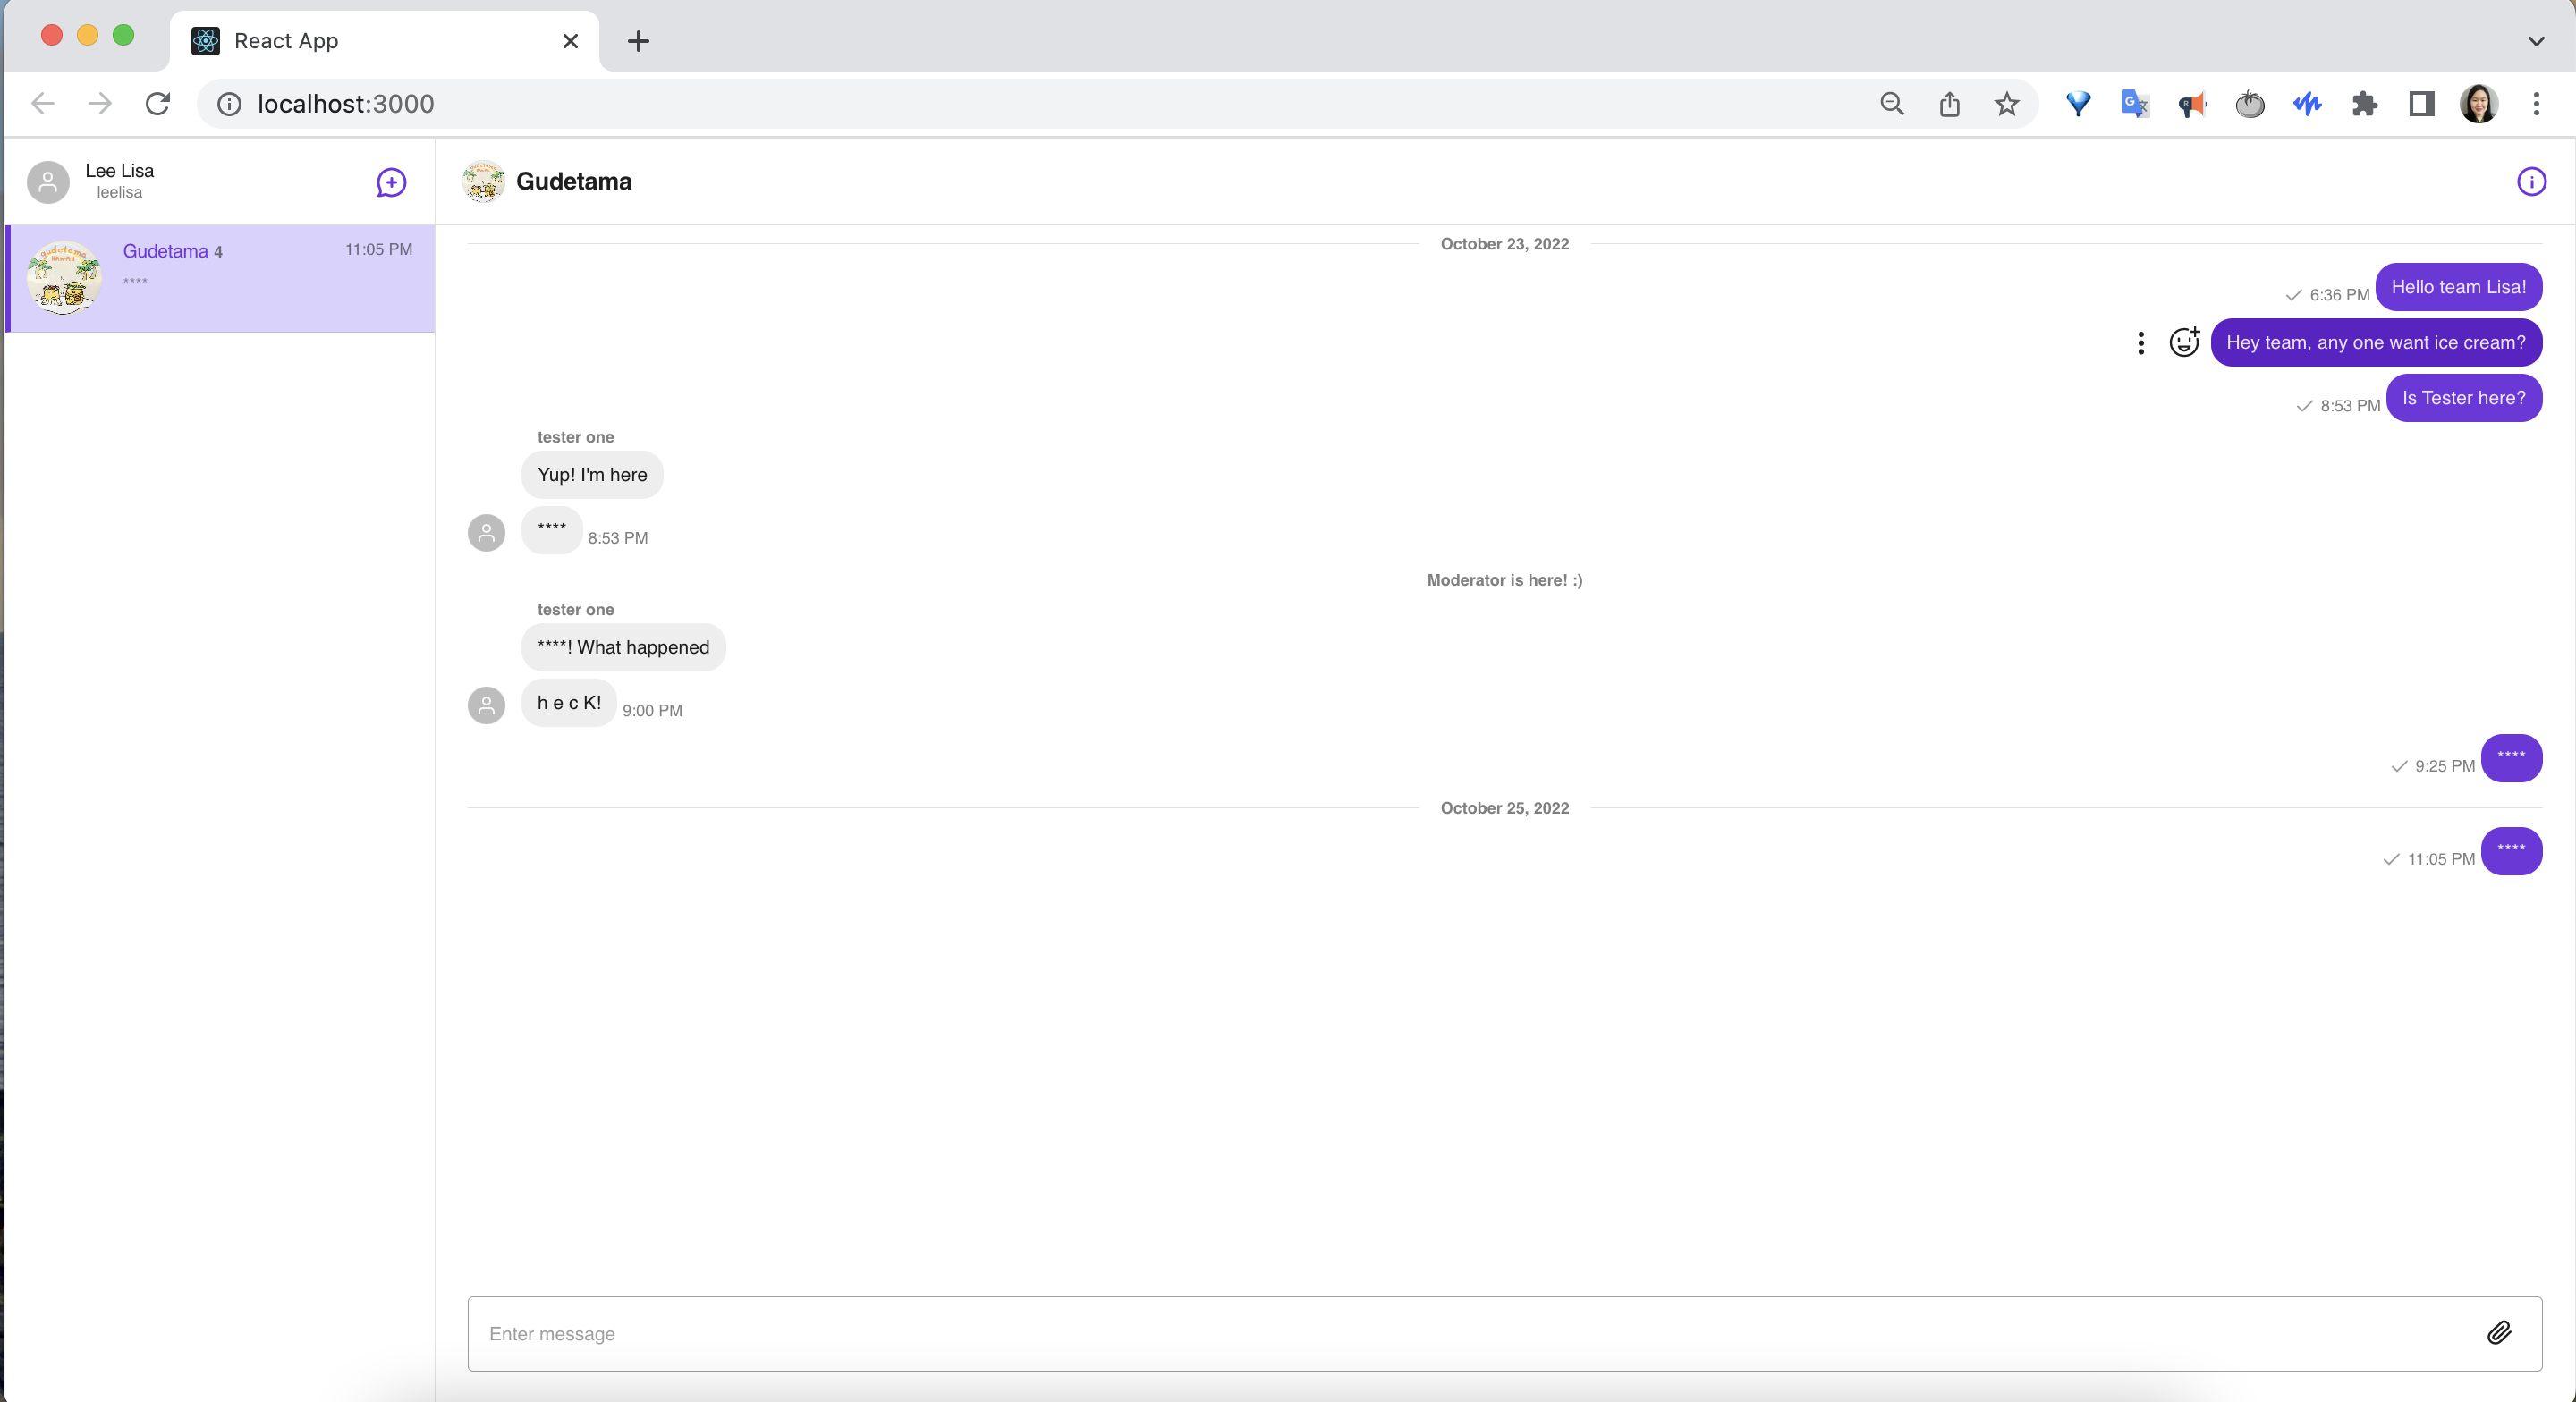 React App
localhost:3000
Lee Lisa
leelisa
Gudetama 4
11:05 PM
****
gudetama
HAWAII
Gudetama
October 23, 2022
6:36 PM
Hello team Lisa!
Hey team, any one want ice cream?
8:53 PM
Is Tester here?
tester one
Yup! I'm here
****
8:53 PM
Moderator is here! :)
tester one
****! What happened
h e c K!
9:00 PM
9:25 PM
****
October 25, 2022
11:05 PM
****
Enter message